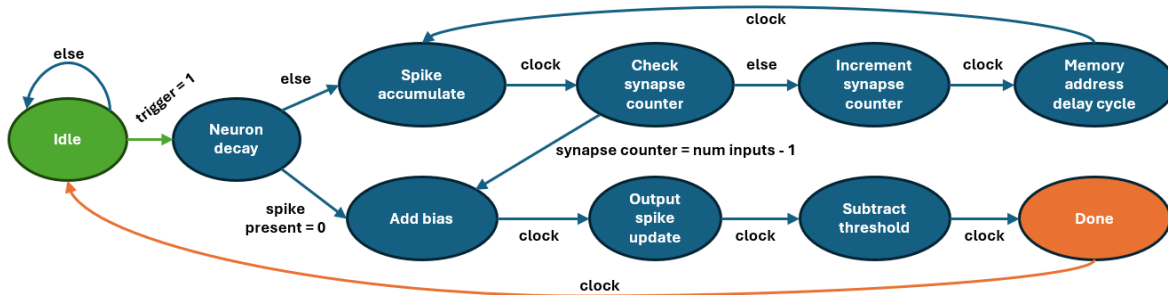 clock
else
trigger = 1
Idle
Neuron
decay
else
Spike
accumulate
clock
Check
synapse
counter
else
Increment
synapse
counter
clock
Memory
address
delay cycle
synapse counter = num inputs - 1
spike
present = 0
Add bias
clock
Output
spike
update
clock
Subtract
threshold
clock
Done
clock